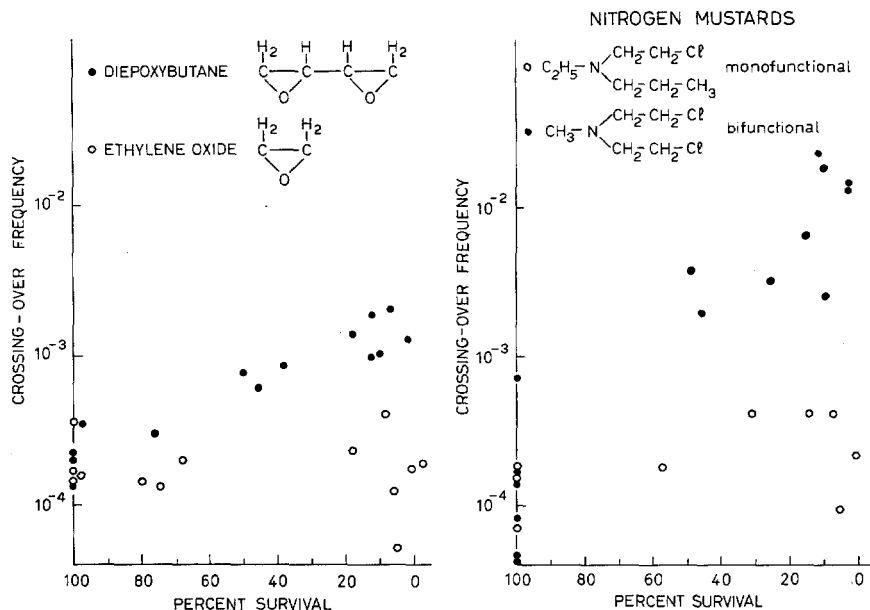 NITROGEN MUSTARDS
● DIEPOXYBUTANE
H₂ H H H₂
C C C C
O O
○ ETHYLENE OXIDE
H₂ H₂
C C
O
CROSSING-OVER FREQUENCY
10⁻²
10⁻³
10⁻⁴
100 80 60 40 20 0
PERCENT SURVIVAL
○ C₂H₅-N CH₂-CH₂-Cℓ monofunctional
CH₂-CH₂-CH₃
● CH₃-N CH₂-CH₂-Cℓ bifunctional
CH₂-CH₂-Cℓ
CROSSING-OVER FREQUENCY
10⁻²
10⁻³
10⁻⁴
100 80 60 40 20 0
PERCENT SURVIVAL